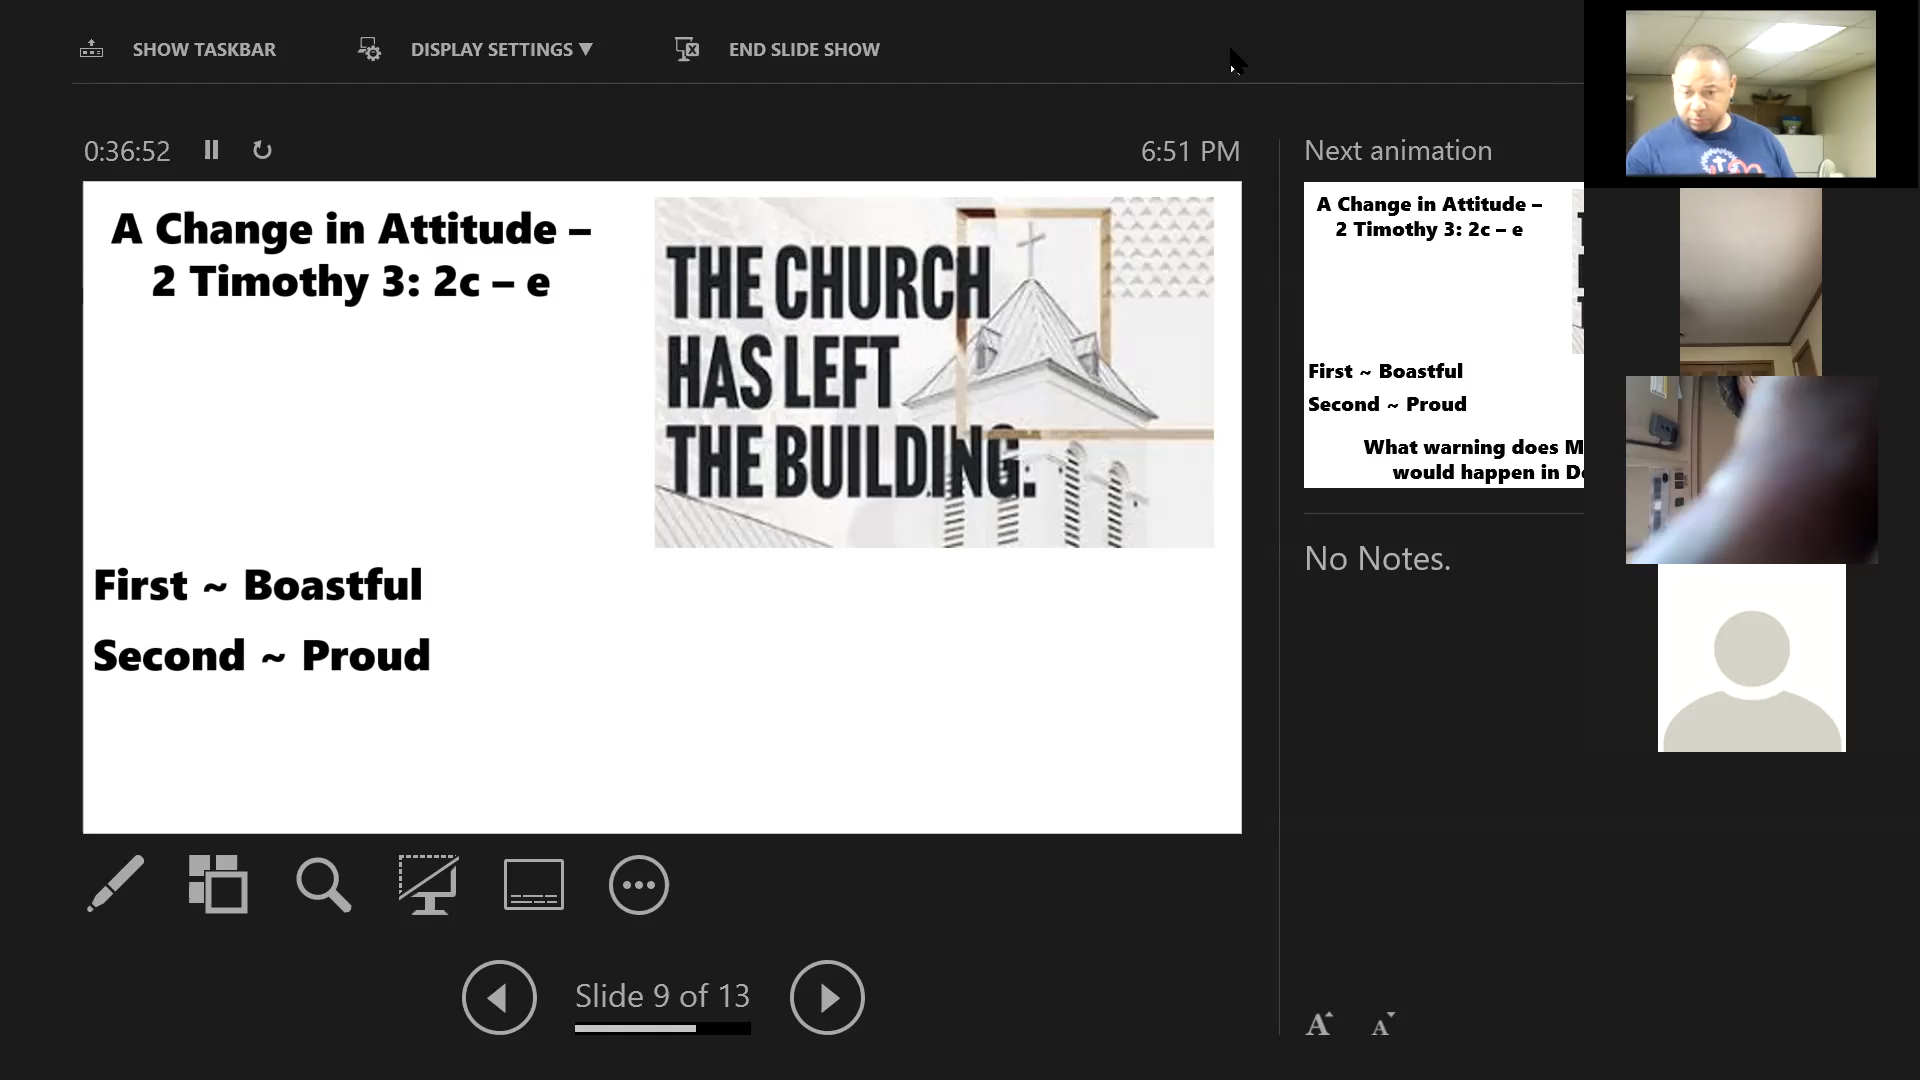 SHOW TASKBAR
DISPLAY SETTINGS ▼
END SLIDE SHOW
0:36:52
6:51 PM
A Change in Attitude –
2 Timothy 3: 2c – e
THE CHURCH
HAS LEFT
THE BUILDING.
First ~ Boastful
Second ~ Proud
Slide 9 of 13
Next animation
A Change in Attitude –
2 Timothy 3: 2c – e
First ~ Boastful
Second ~ Proud
What warning does M
would happen in D
No Notes.
A
A